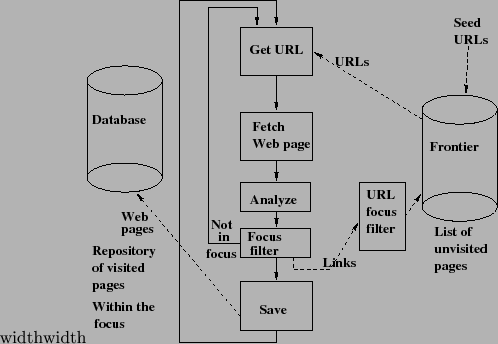 Seed
URLs
Get URL
URLs
Database
Fetch
Web page
Frontier
Analyze
URL
focus
filter
Web
pages
Not
in
focus
Focus
filter
List of
unvisited
pages
Links
Repository
of visited
pages
Within the
focus
Save
widthwidth